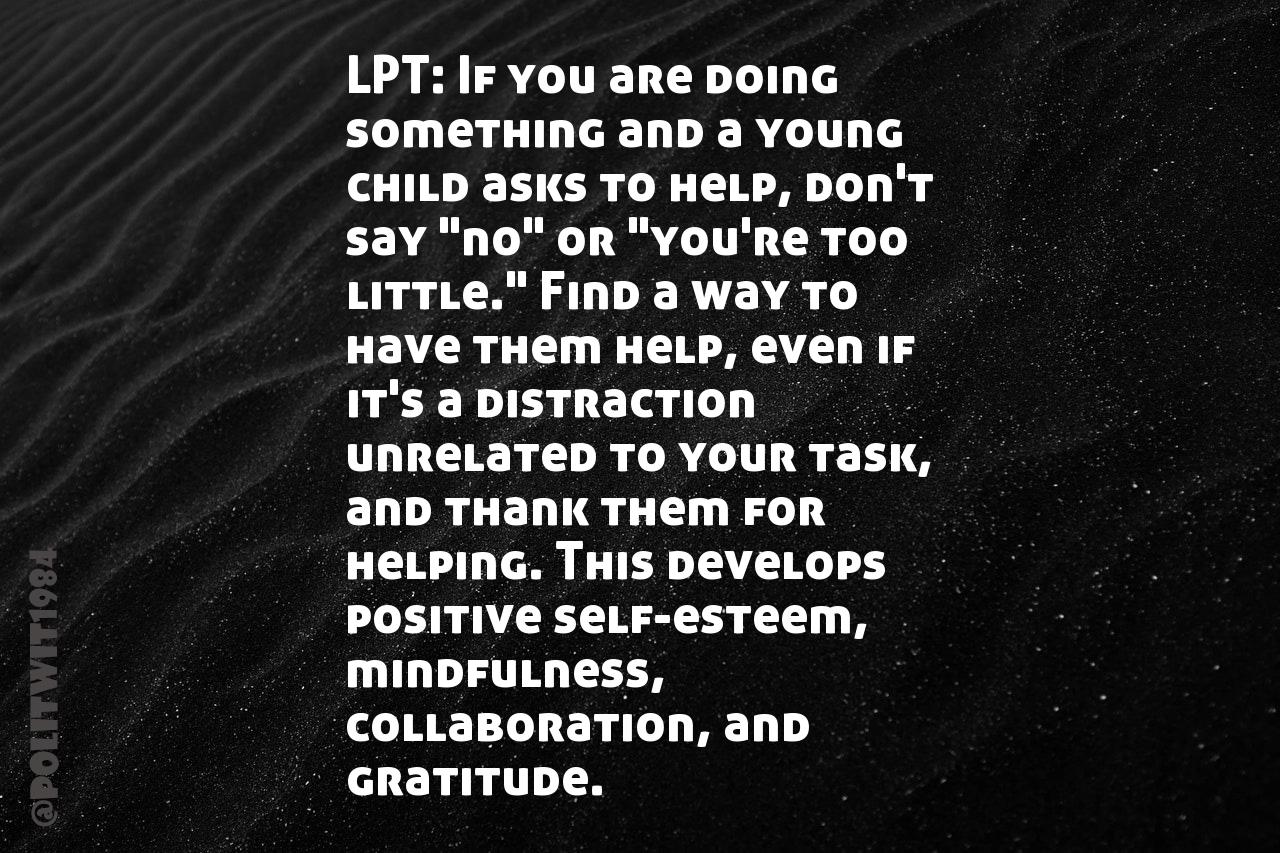 LPT: If you are doing
something and a young
child asks to help, don't
say "no" or "you're too
little." Find a way to
have them help, even if
it's a distraction
unrelated to your task,
and thank them for
helping. This develops
positive self-esteem,
mindfulness,
collaboration, and
gratitude.
@POLITWIT1984